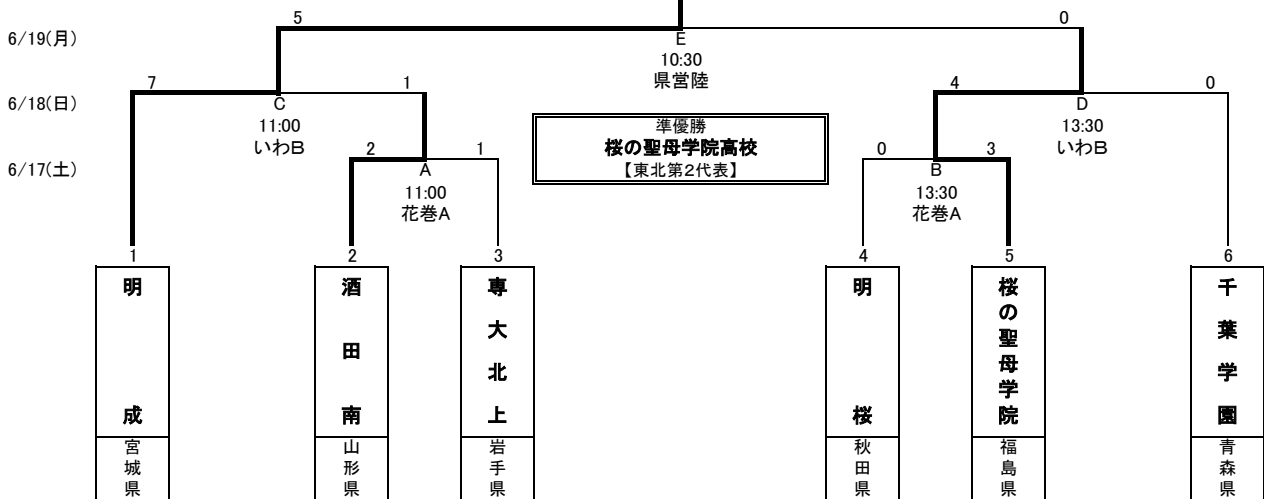 5
0
6/19(月)
E
10:30
県営陸
7
1
4
0
6/18(日)
C
11:00
いわB
D
13:30
いわB
準優勝
桜の聖母学院高校
【東北第2代表】
2
1
0
3
6/17(土)
A
11:00
花巻A
B
13:30
花巻A
1
2
3
4
5
6
明成
酒田南
専大北上
明桜
桜の聖母学院
千葉学園
宮城県
山形県
岩手県
秋田県
福島県
青森県